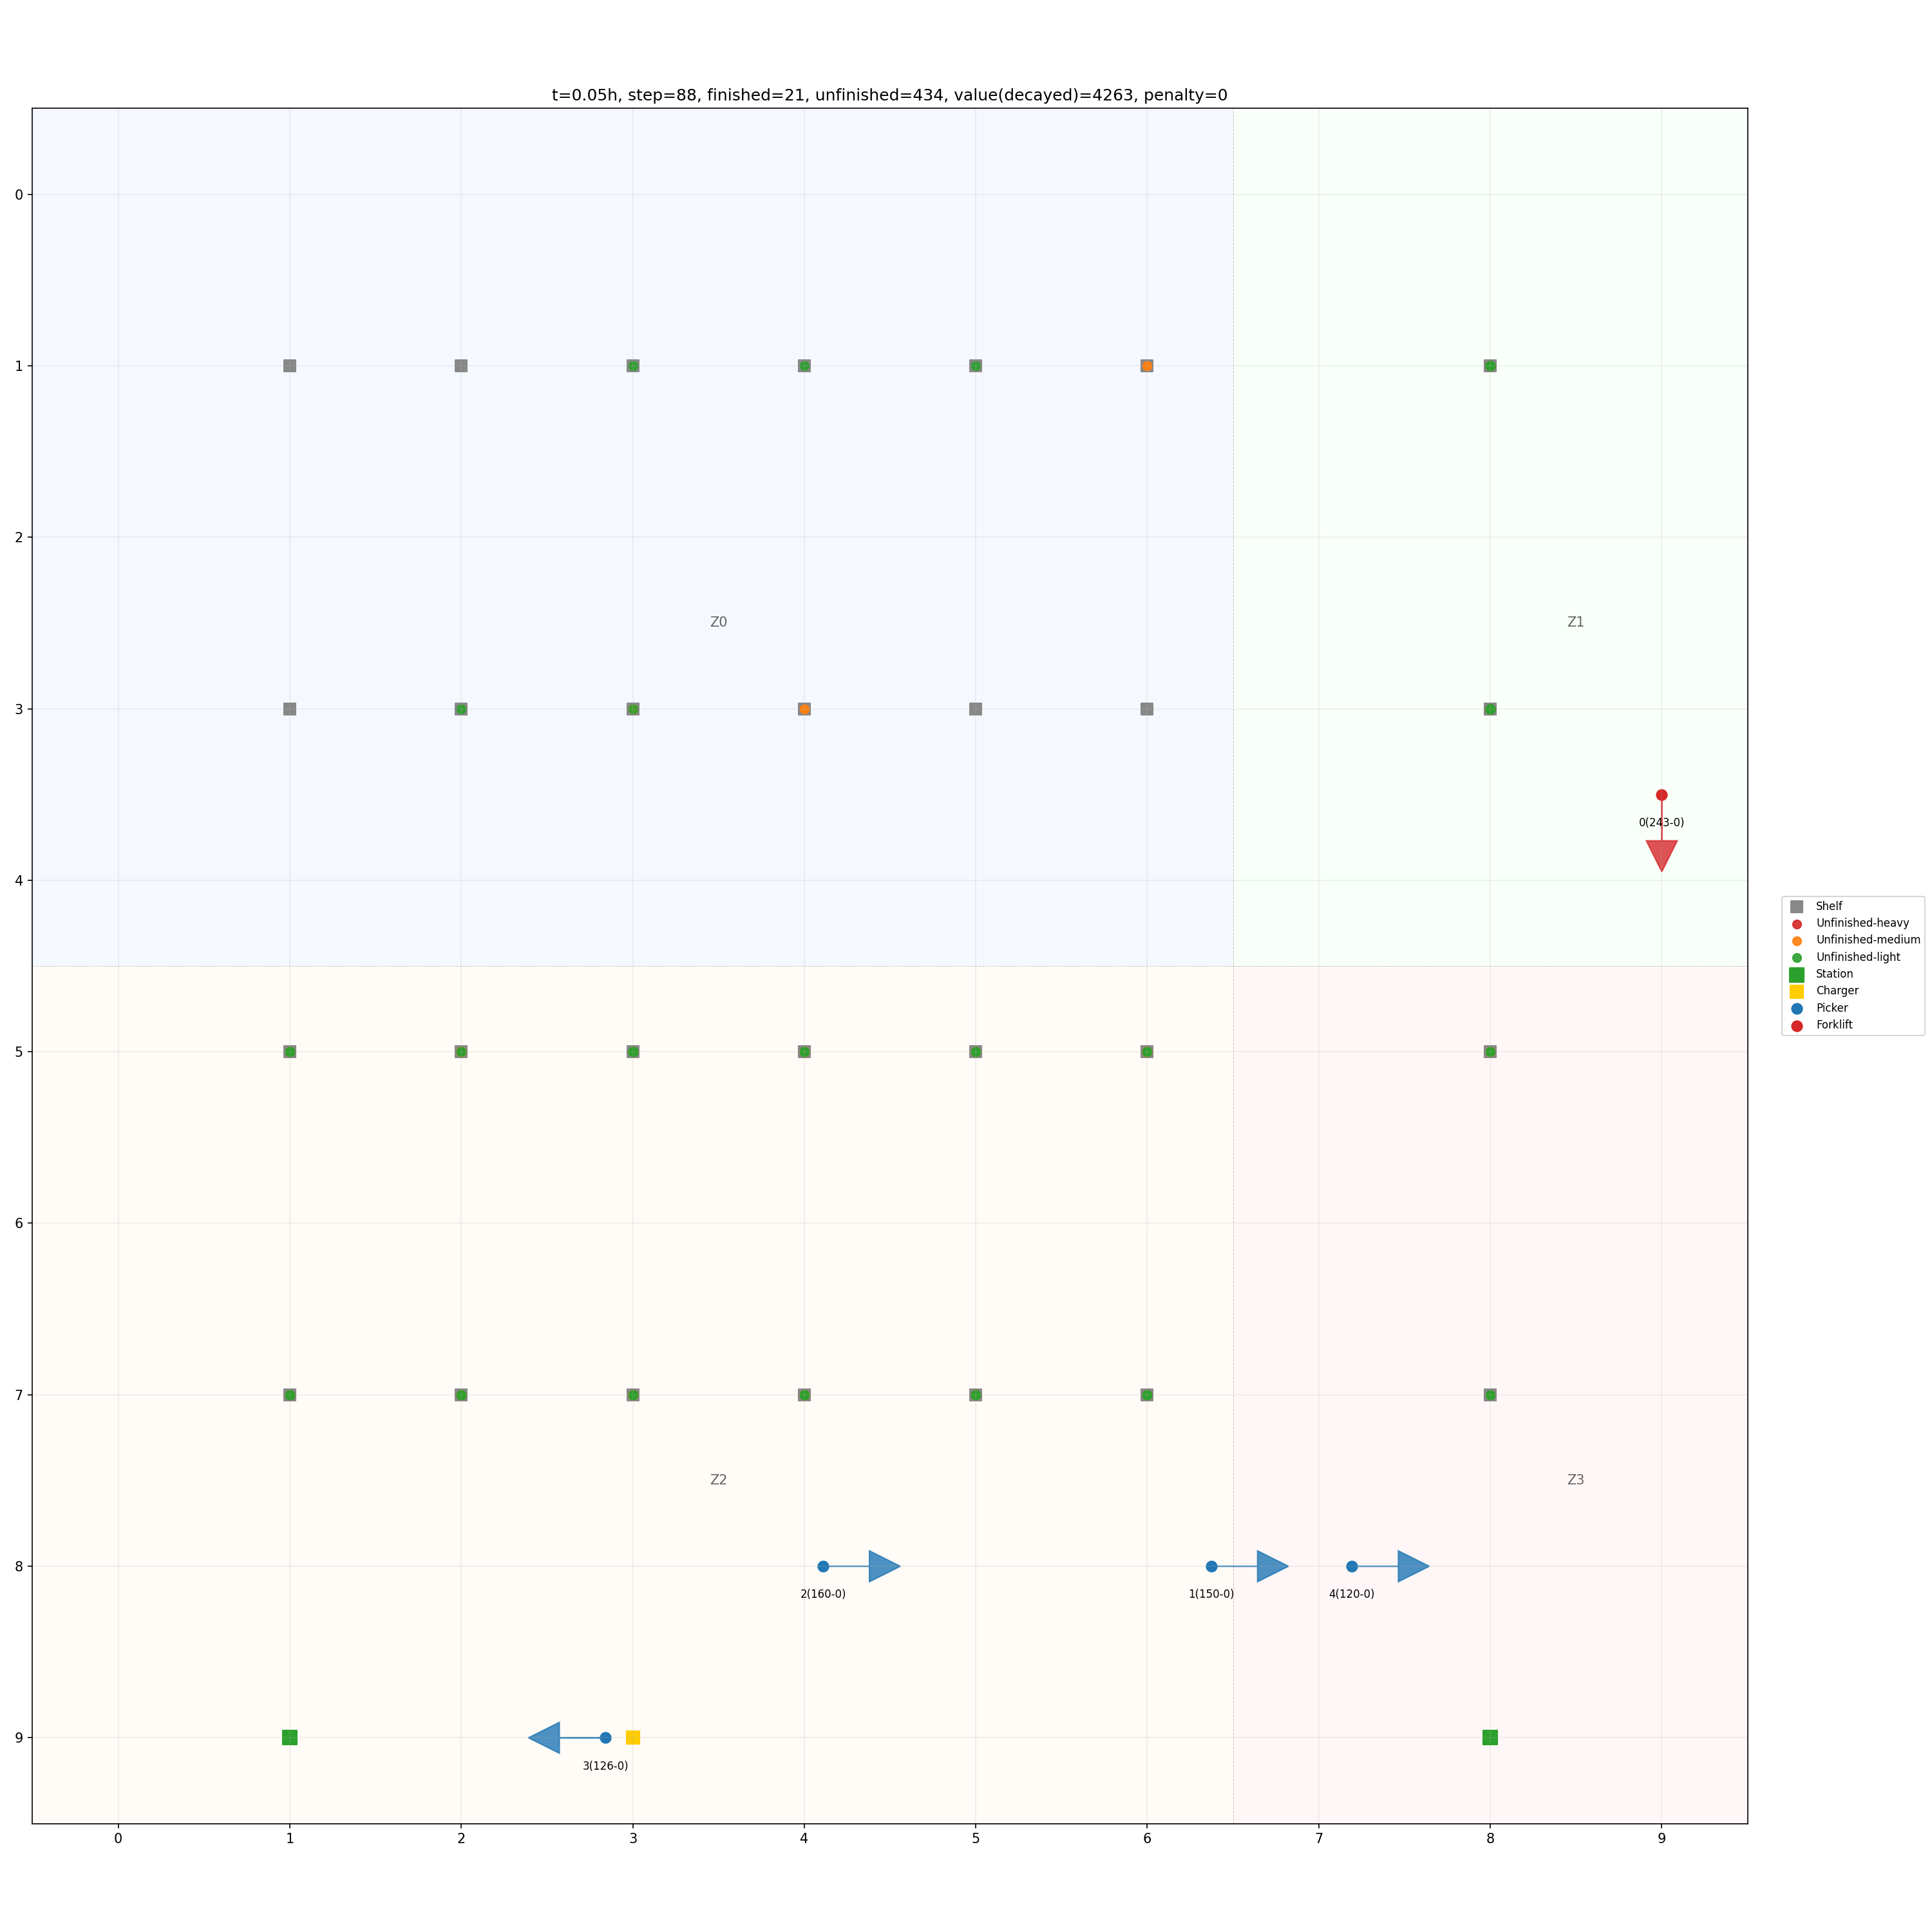 t=0.05h, step=88, finished=21, unfinished=434, value(decayed)=4263, penalty=0
0
1
2
Z0
Z1
3
0(243-0)
4
Shelf
Unfinished-heavy
Unfinished-medium
Unfinished-light
Station
Charger
Picker
Forklift
5
6
7
Z2
Z3
8
2(160-0)
1(150-0)
4(120-0)
9
3(126-0)
0 1 2 3 4 5 6 7 8 9